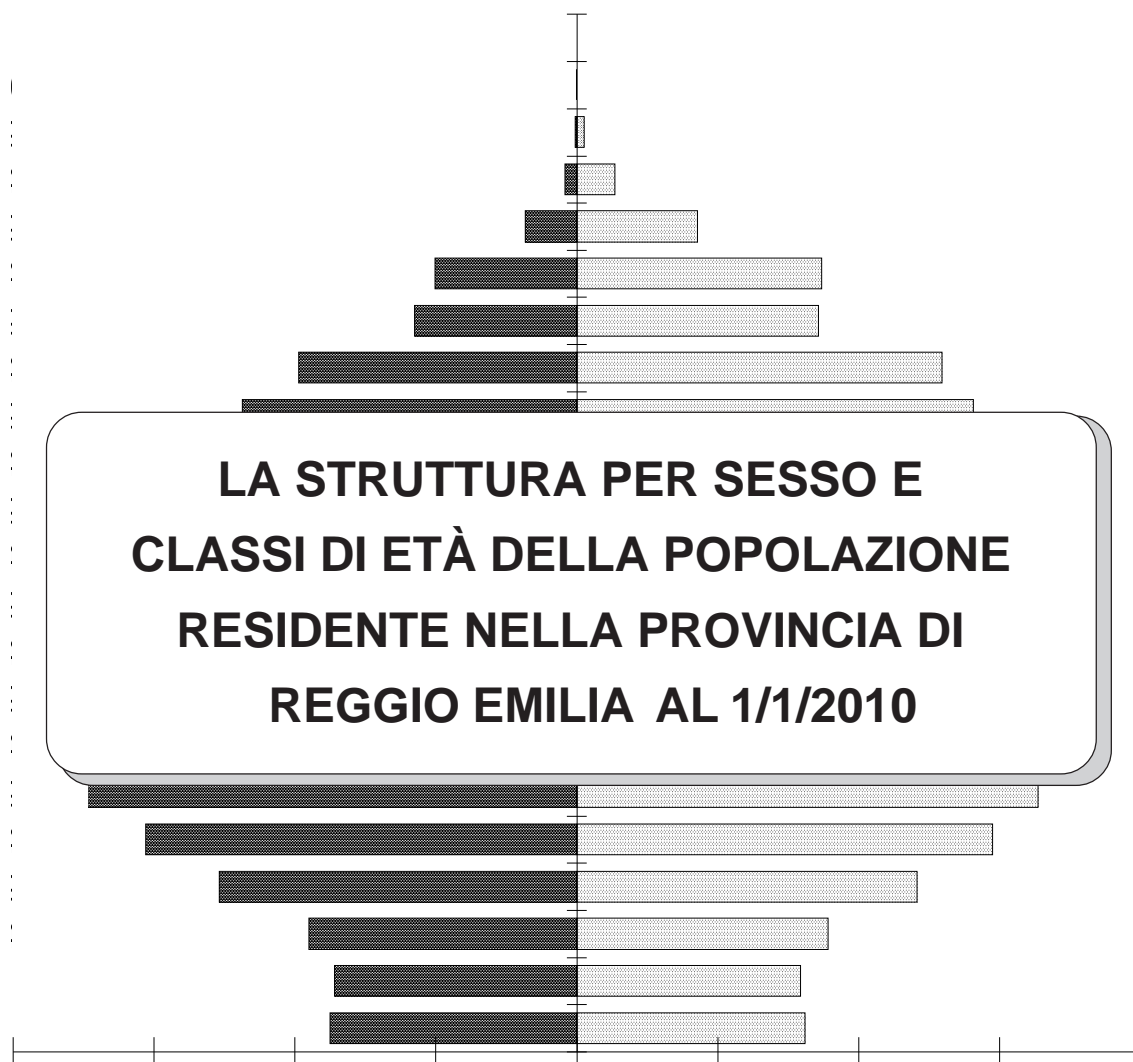 LA STRUTTURA PER SESSO E
CLASSI DI ETÀ DELLA POPOLAZIONE
RESIDENTE NELLA PROVINCIA DI
REGGIO EMILIA AL 1/1/2010